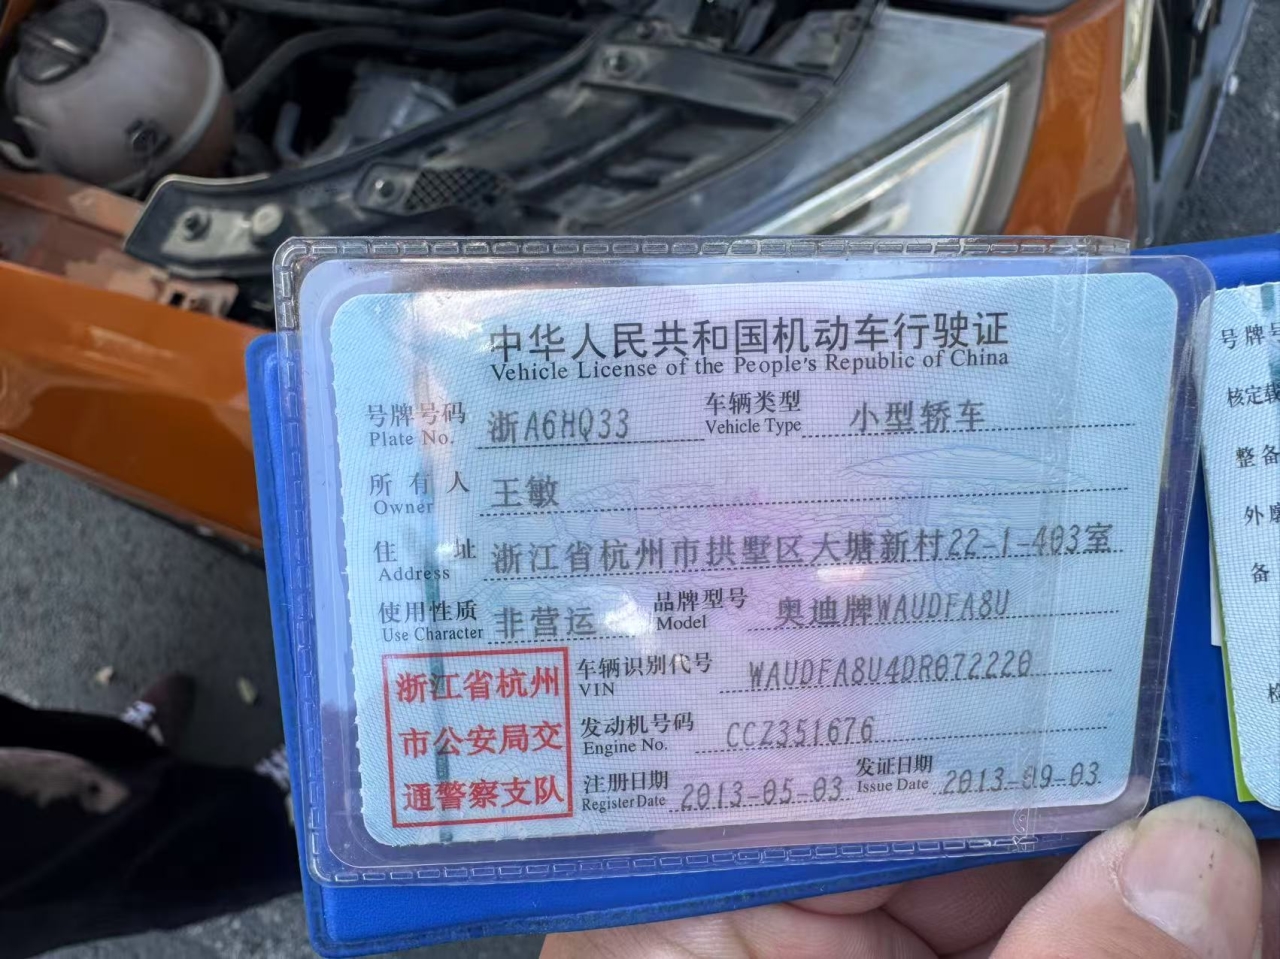 中华人民共和国机动车行驶证
Vehicle License of the People's Republic of China
号牌号码 浙A6HQ33 车辆类型 小型轿车
Plate No. Vehicle Type
所有人 王敏
Owner
住址 浙江省杭州市拱墅区大塘新村22-1-403室
Address
使用性质 非营运 品牌型号 奥迪牌WAUDFA8U
Use Character Model
浙江省杭州
市公安局交
通警察支队
车辆识别代号 WAUDFA8U4DR072220
VIN
发动机号码 CCZ351676
Engine No.
注册日期 2013-05-03 发证日期 2013-09-03
Register Date Issue Date
号牌号
核定载
整备
外廓
备